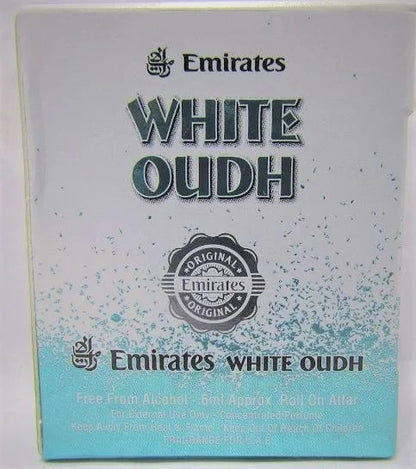 Emirates
WHITE
OUDH
ORIGINAL
Emirates
ORIGINAL
Emirates WHITE OUDH
Free From Alcohol - 6ml Approx. Roll On Attar
For External Use Only - Concentrated Perfume
Keep Away From Heat & Flame - Keep Out Of Reach Of Children
FRAGRANCE FOR U.A.E